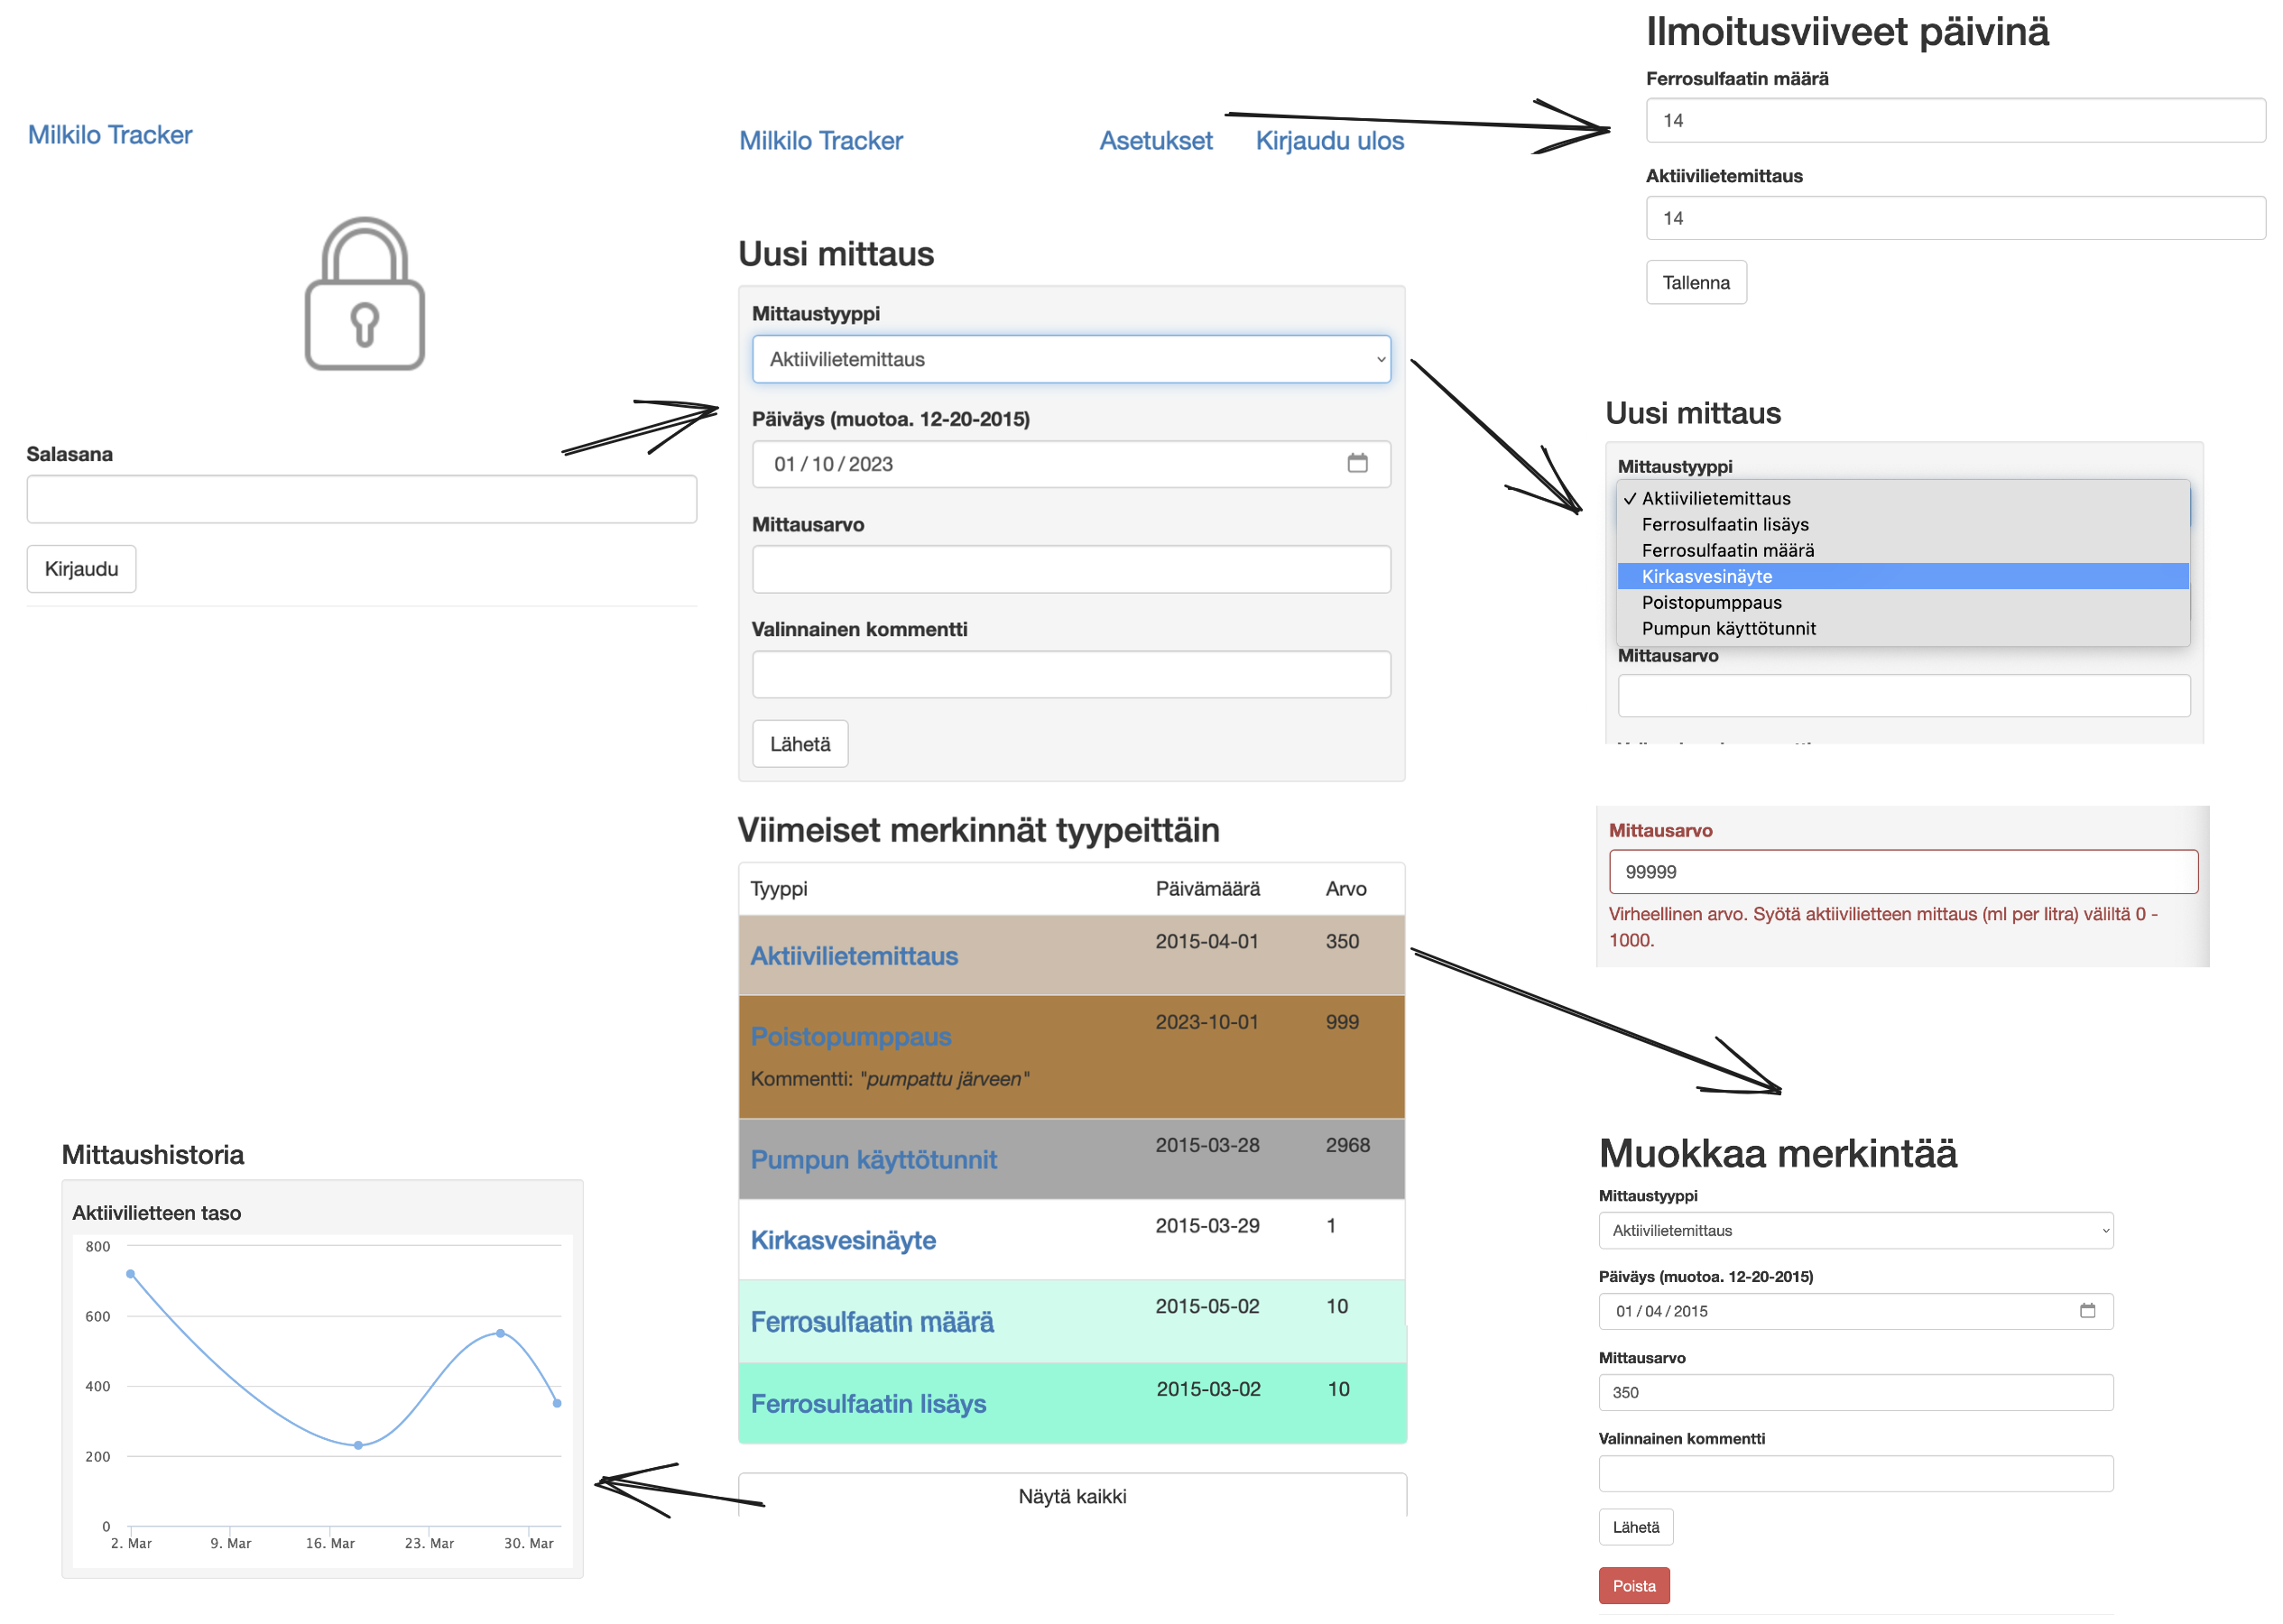 Milkilo Tracker
Salasana
Kirjaudu
Milkilo Tracker
Asetukset
Kirjaudu ulos
Uusi mittaus
Mittaustyyppi
Aktiivilietemittaus
Päiväys (muotoa. 12-20-2015)
01 / 10 / 2023
Mittausarvo
Valinnainen kommentti
Lähetä
Viimeiset merkinnät tyypeittäin
Tyyppi Päivämäärä Arvo
Aktiivilietemittaus 2015-04-01 350
Poistopumppaus 2023-10-01 999
Kommentti: "pumpattu järveen"
Pumpun käyttötunnit 2015-03-28 2968
Kirkasvesinäyte 2015-03-29 1
Ferrosulfaatin määrä 2015-05-02 10
Ferrosulfaatin lisäys 2015-03-02 10
Näytä kaikki
Ilmoitusviiveet päivinä
Ferrosulfaatin määrä
14
Aktiivilietemittaus
14
Tallenna
Uusi mittaus
Mittaustyyppi
✓ Aktiivilietemittaus
Ferrosulfaatin lisäys
Ferrosulfaatin määrä
Kirkasvesinäyte
Poistopumppaus
Pumpun käyttötunnit
Mittausarvo
Mittausarvo
99999
Virheellinen arvo. Syötä aktiivilietteen mittaus (ml per litra) väliltä 0 -
1000.
Muokkaa merkintää
Mittaustyyppi
Aktiivilietemittaus
Päiväys (muotoa. 12-20-2015)
01 / 04 / 2015
Mittausarvo
350
Valinnainen kommentti
Lähetä
Poista
Mittaushistoria
Aktiivilietteen taso
800
600
400
200
0
2. Mar 9. Mar 16. Mar 23. Mar 30. Mar